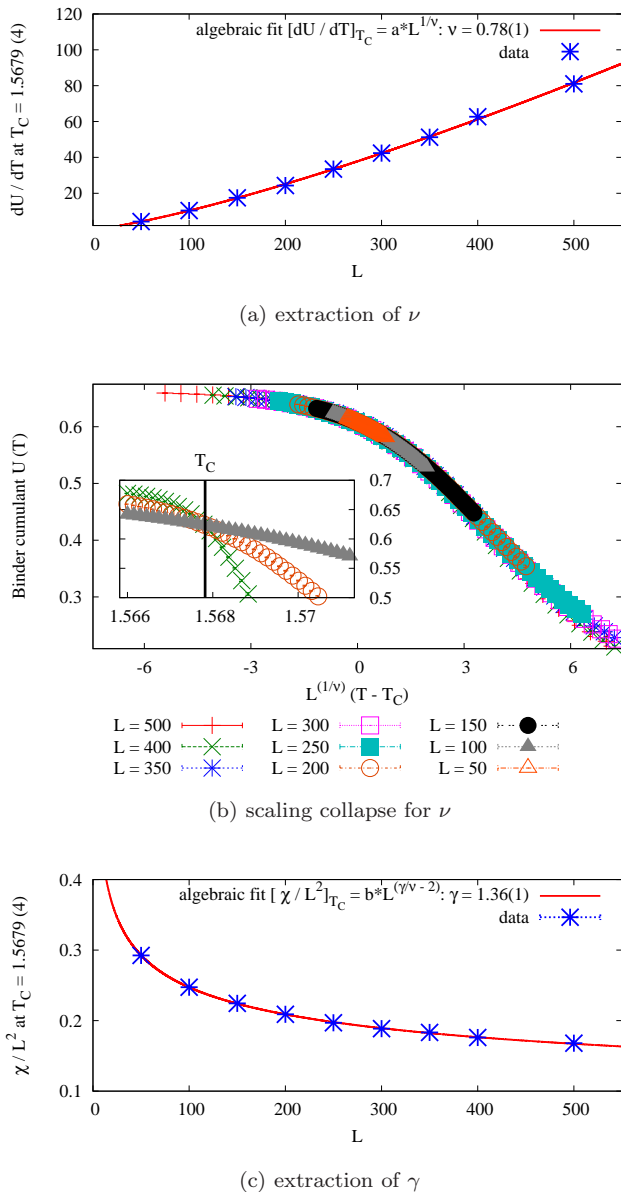 120
100
80
60
40
20
dU / dT at T_C = 1.5679 (4)
algebraic fit [dU / dT]_{T_C} = a*L^{1/ν}: ν = 0.78(1)
data
0 100 200 300 400 500
L
(a) extraction of ν
0.6
0.5
0.4
0.3
Binder cumulant U (T)
T_C
0.7
0.65
0.6
0.55
0.5
1.566 1.568 1.57
-6 -3 0 3 6
L^{(1/ν)} (T - T_C)
L = 500 L = 300 L = 150
L = 400 L = 250 L = 100
L = 350 L = 200 L = 50
(b) scaling collapse for ν
0.4
0.3
0.2
0.1
χ / L^2 at T_C = 1.5679 (4)
algebraic fit [ χ / L^2]_{T_C} = b*L^{(γ/ν - 2)}: γ = 1.36(1)
data
0 100 200 300 400 500
L
(c) extraction of γ